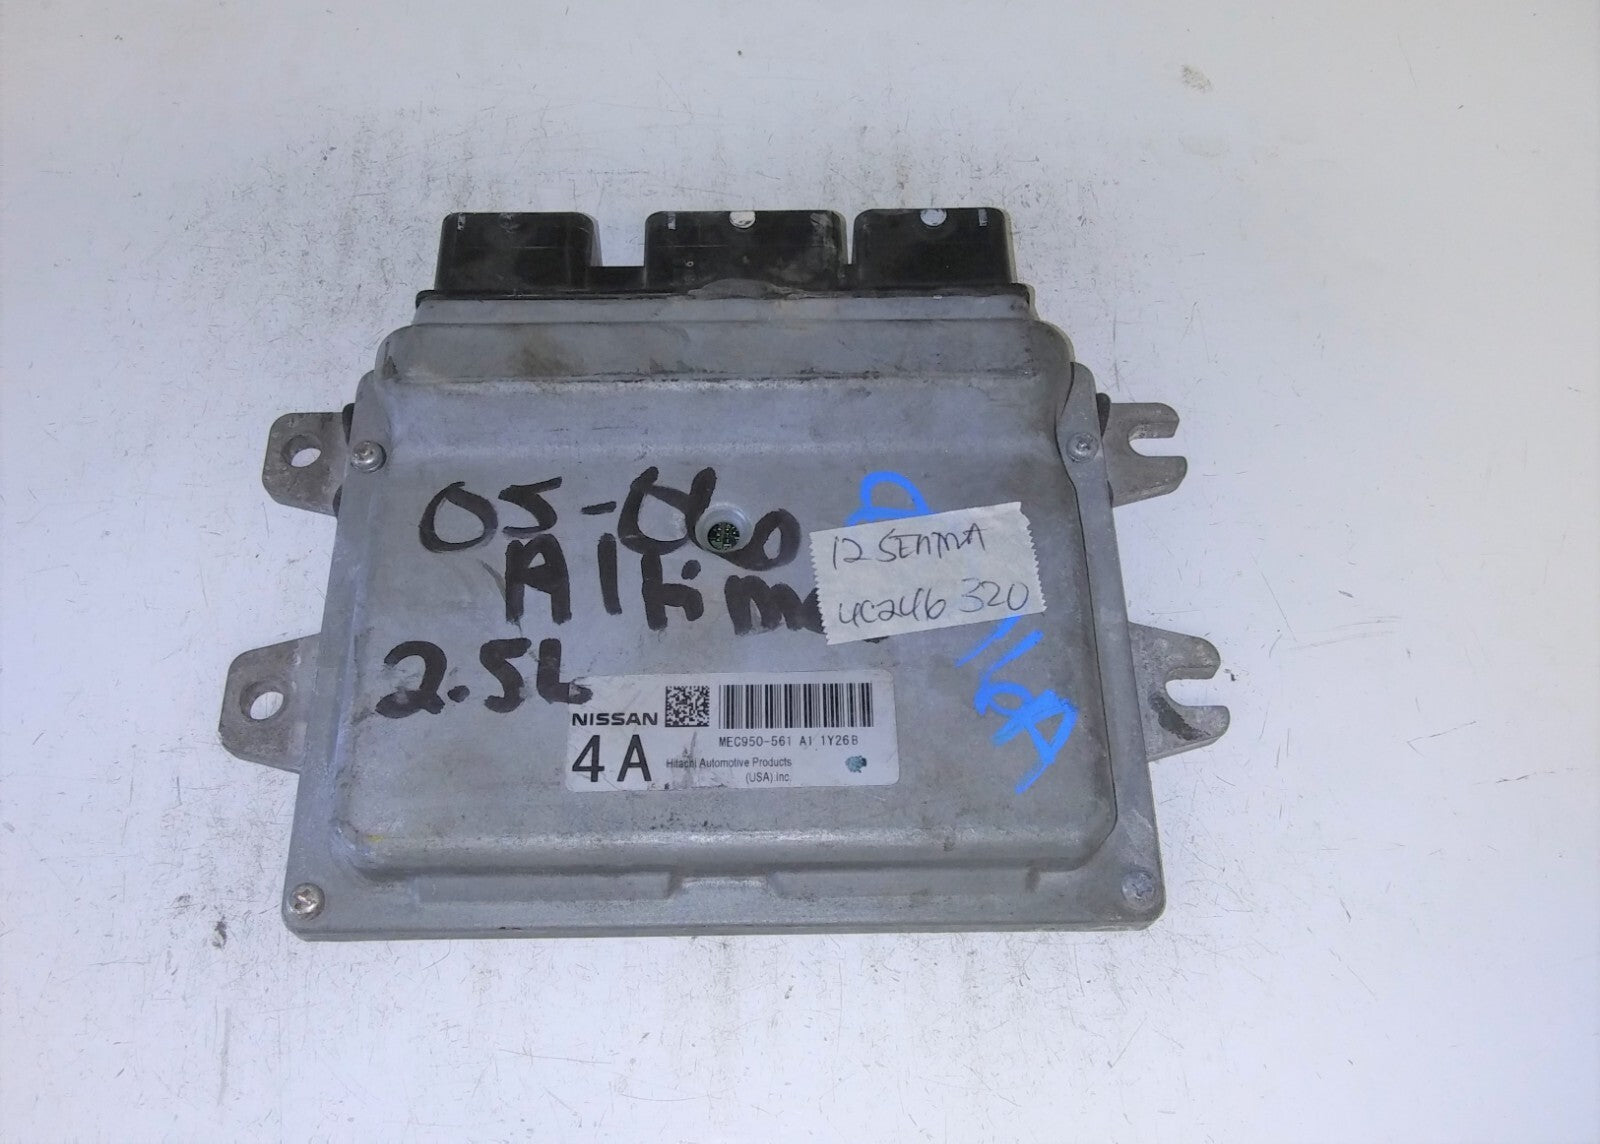 05-06
Altima
2.5L
12 SENTRA
4C246 320
16A
NISSAN
4A
MEC950-561 A1 1Y26B
Hitachi Automotive Products
(USA).Inc.